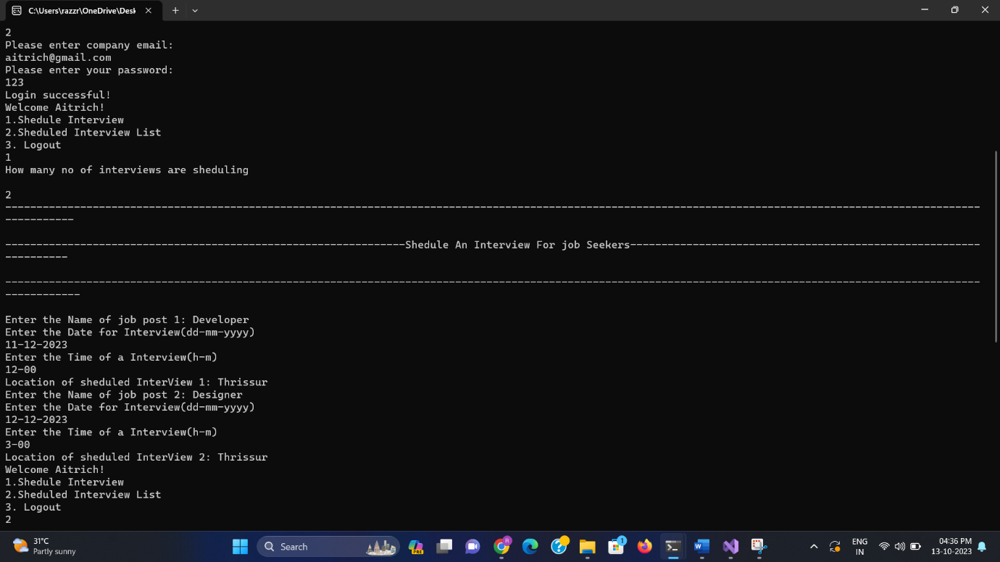 C:\Users\razzr\OneDrive\Desk
2
Please enter company email:
aitrich@gmail.com
Please enter your password:
123
Login successful!
Welcome Aitrich!
1.Shedule Interview
2.Sheduled Interview List
3. Logout
1
How many no of interviews are sheduling
2
------------------------------------------------------------------------------------------------------------------------------------------------------------
-----------
----------------------------------------------------------------Shedule An Interview For job Seekers--------------------------------------------------------
----------
------------------------------------------------------------------------------------------------------------------------------------------------------------
------------
Enter the Name of job post 1: Developer
Enter the Date for Interview(dd-mm-yyyy)
11-12-2023
Enter the Time of a Interview(h-m)
12-00
Location of sheduled InterView 1: Thrissur
Enter the Name of job post 2: Designer
Enter the Date for Interview(dd-mm-yyyy)
12-12-2023
Enter the Time of a Interview(h-m)
3-00
Location of sheduled InterView 2: Thrissur
Welcome Aitrich!
1.Shedule Interview
2.Sheduled Interview List
3. Logout
2
31°C
Partly sunny
Search
PRE
R
1
W
ENG
IN
04:36 PM
13-10-2023